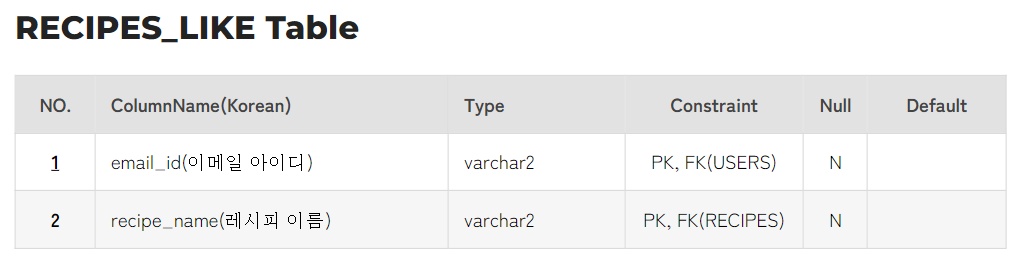 RECIPES_LIKE Table
NO. ColumnName(Korean) Type Constraint Null Default
1 email_id(이메일 아이디) varchar2 PK, FK(USERS) N
2 recipe_name(레시피 이름) varchar2 PK, FK(RECIPES) N